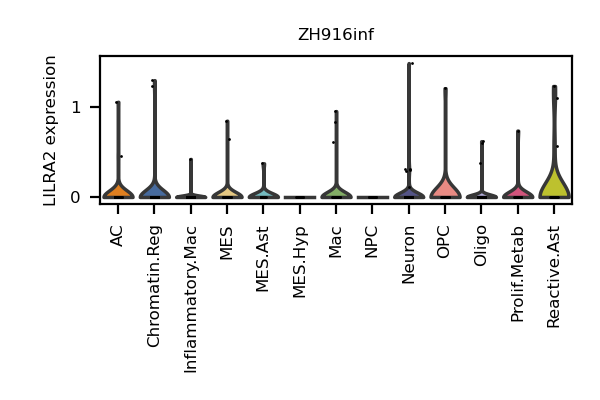 ZH916inf
LILRA2 expression
1
0
AC
Chromatin.Reg
Inflammatory.Mac
MES
MES.Ast
MES.Hyp
Mac
NPC
Neuron
OPC
Oligo
Prolif.Metab
Reactive.Ast